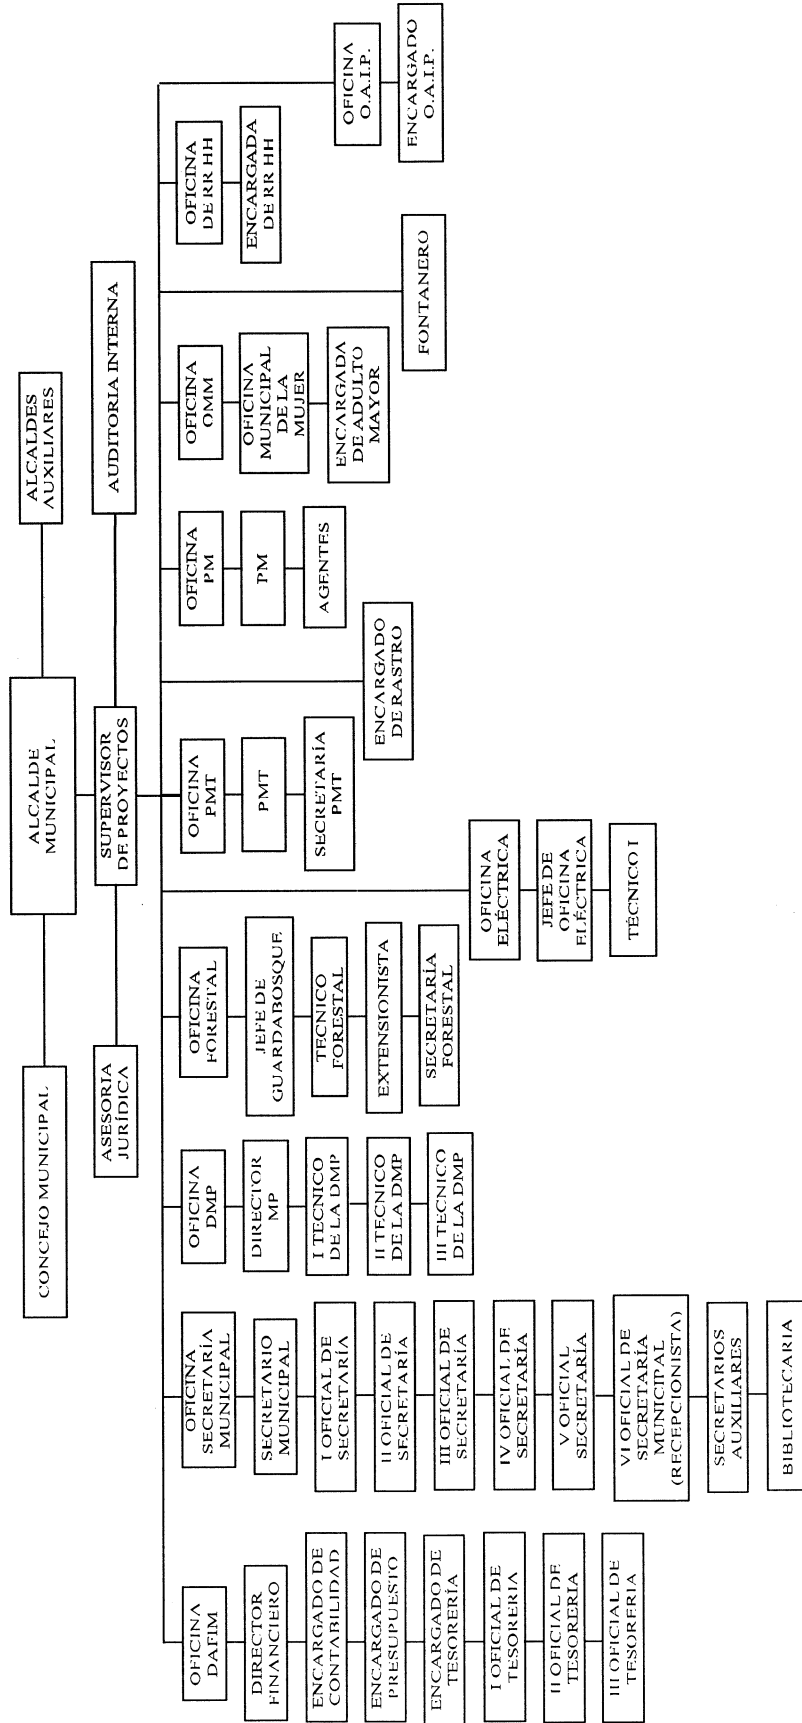 CONCEJO MUNICIPAL
ALCALDE
MUNICIPAL
ALCALDES
AUXILIARES
ASESORIA
JURÍDICA
SUPERVISOR
DE PROYECTOS
AUDITORIA INTERNA
OFICINA
DAFIM
DIRECTOR
FINANCIERO
ENCARGADO DE
CONTABILIDAD
ENCARGADO DE
PRESUPUESTO
ENCARGADO DE
TESORERÍA
I OFICIAL DE
TESORERIA
II OFICIAL DE
TESORERIA
III OFICIAL DE
TESORERIA
OFICINA
SECRETARÍA
MUNICIPAL
SECRETARIO
MUNICIPAL
I OFICIAL DE
SECRETARÍA
II OFICIAL DE
SECRETARÍA
III OFICIAL DE
SECRETARÍA
IV OFICIAL DE
SECRETARÍA
V OFICIAL
SECRETARÍA
VI OFICIAL DE
SECRETARÍA
MUNICIPAL
(RECEPCIONISTA)
SECRETARIOS
AUXILIARES
BIBLIOTECARIA
OFICINA
DMP
DIRECTOR
MP
I TECNICO
DE LA DMP
II TECNICO
DE LA DMP
III TECNICO
DE LA DMP
OFICINA
FORESTAL
JEFE DE
GUARDABOSQUE
TECNICO
FORESTAL
EXTENSIONISTA
SECRETARÍA
FORESTAL
OFICINA
ELÉCTRICA
JEFE DE
OFICINA
ELÉCTRICA
TÉCNICO I
OFICINA
PMT
PMT
SECRETARÍA
PMT
ENCARGADO
DE RASTRO
OFICINA
PM
PM
AGENTES
OFICINA
OMM
OFICINA
MUNICIPAL
DE LA
MUJER
ENCARGADA
DE ADULTO
MAYOR
FONTANERO
OFICINA
DE RR HH
ENCARGADA
DE RR HH
OFICINA
O.A.I.P.
ENCARGADO
O.A.I.P.